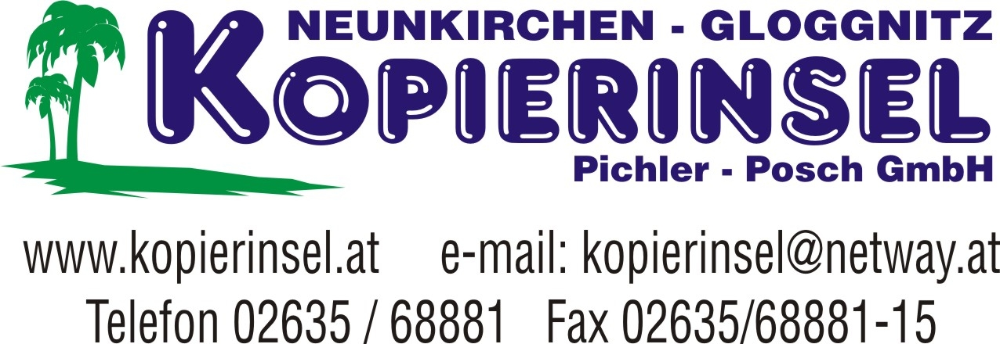 NEUNKIRCHEN - GLOGGNITZ
KOPIERINSEL
Pichler - Posch GmbH
www.kopierinsel.at e-mail: kopierinsel@netway.at
Telefon 02635 / 68881 Fax 02635/68881-15